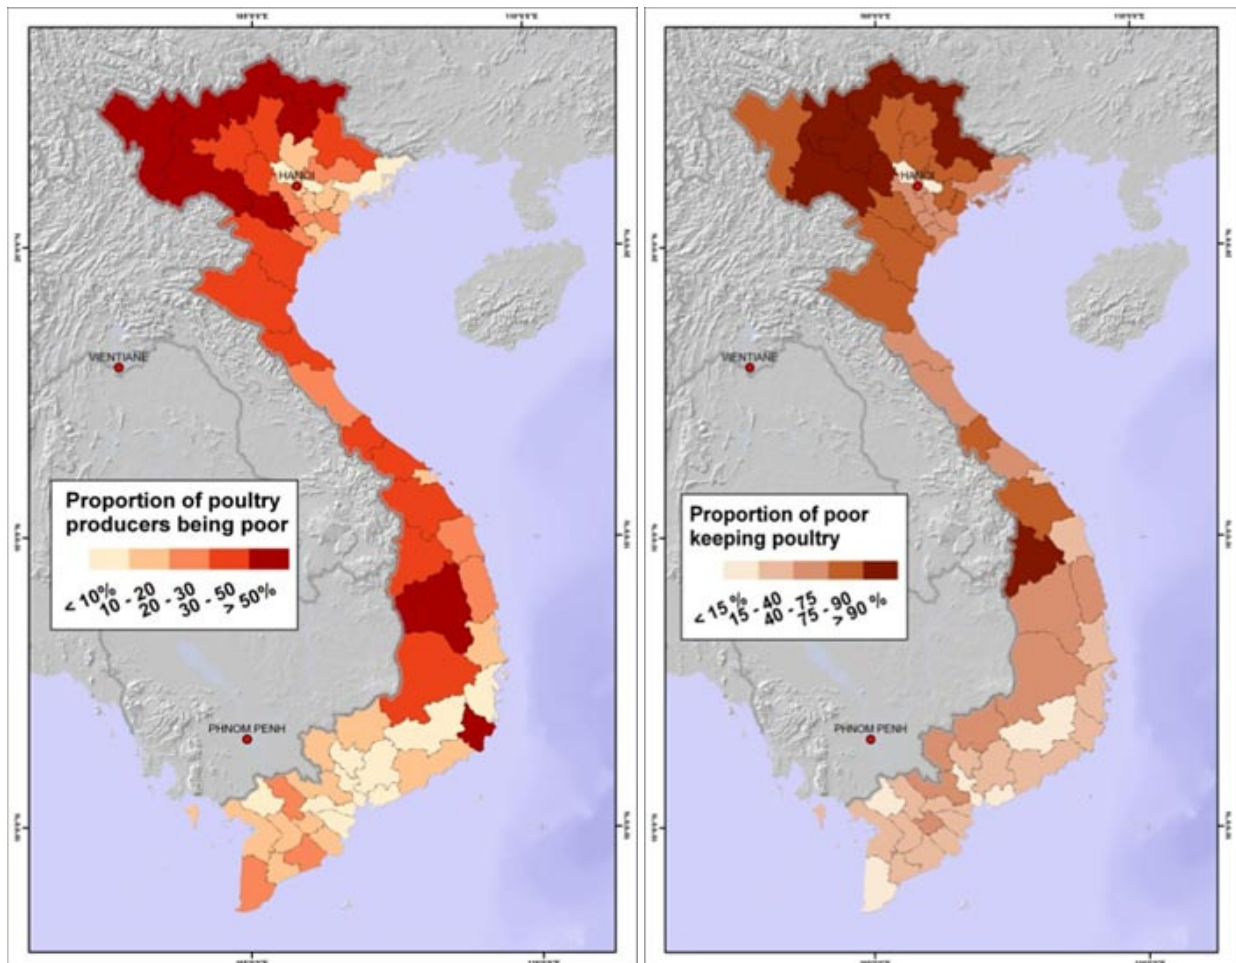 HANOI
VIENTIANE
Proportion of poultry
producers being poor
< 10%
10 - 20
20 - 30
30 - 50
> 50%
PHNOM PENH
HANOI
VIENTIANE
Proportion of poor
keeping poultry
< 15 %
15 - 40
40 - 75
75 - 90
> 90 %
PHNOM PENH